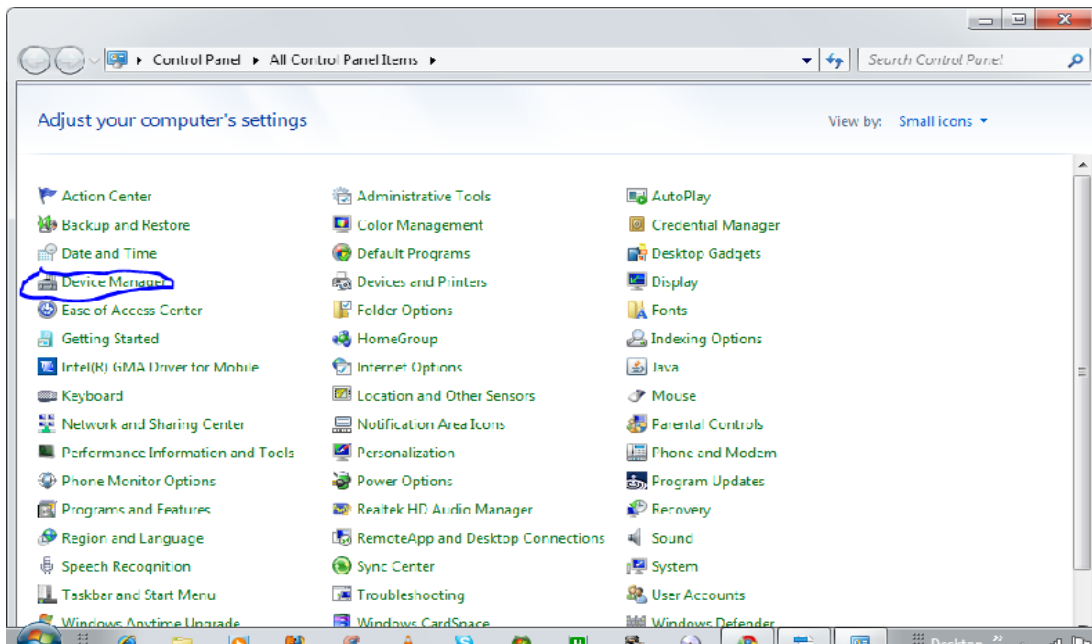 Control Panel All Control Panel Items Search Control Panel
Adjust your computer's settings View by: Small icons
Action Center Administrative Tools AutoPlay
Backup and Restore Color Management Credential Manager
Date and Time Default Programs Desktop Gadgets
Device Manager Devices and Printers Display
Ease of Access Center Folder Options Fonts
Getting Started HomeGroup Indexing Options
Intel(R) GMA Driver for Mobile Internet Options Java
Keyboard Location and Other Sensors Mouse
Network and Sharing Center Notification Area Icons Parental Controls
Performance Information and Tools Personalization Phone and Modem
Phone Monitor Options Power Options Program Updates
Programs and Features Realtek HD Audio Manager Recovery
Region and Language RemoteApp and Desktop Connections Sound
Speech Recognition Sync Center System
Taskbar and Start Menu Troubleshooting User Accounts
Windows Anytime Upgrade Windows CardSpace Windows Defender
Desktop